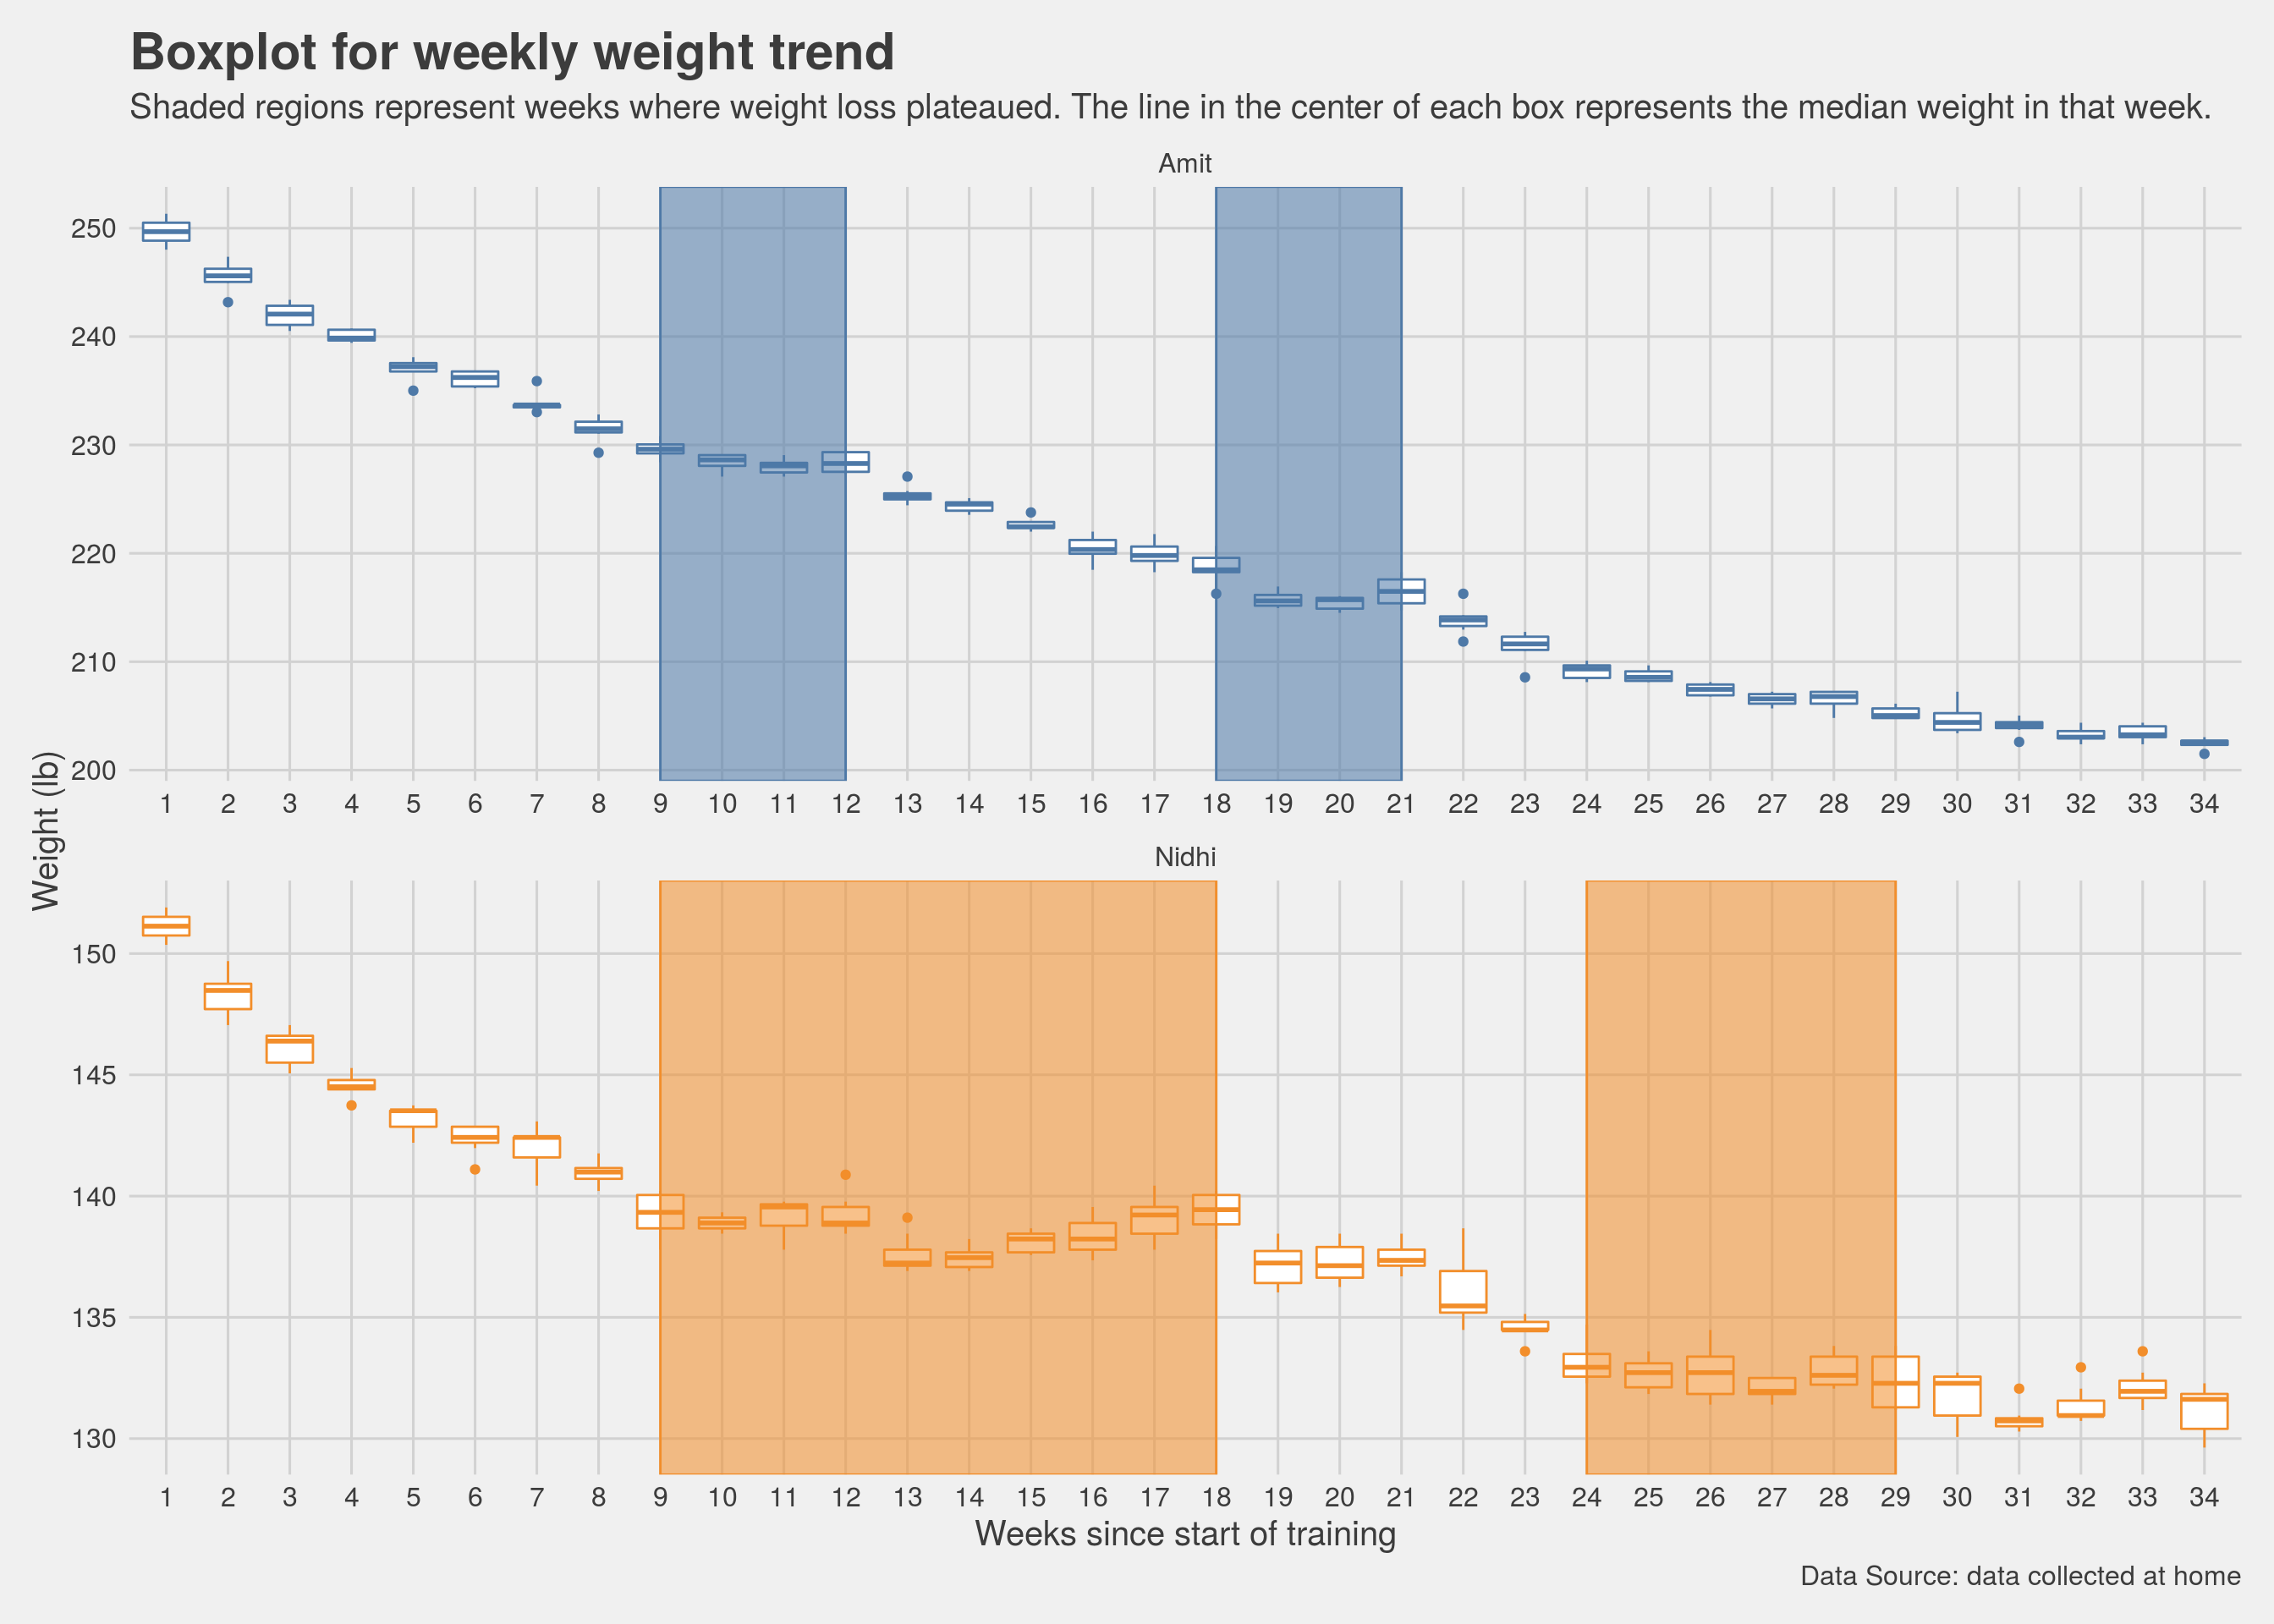 Boxplot for weekly weight trend
Shaded regions represent weeks where weight loss plateaued. The line in the center of each box represents the median weight in that week.
Amit
250
240
230
220
210
200
1 2 3 4 5 6 7 8 9 10 11 12 13 14 15 16 17 18 19 20 21 22 23 24 25 26 27 28 29 30 31 32 33 34
Weight (lb)
Nidhi
150
145
140
135
130
1 2 3 4 5 6 7 8 9 10 11 12 13 14 15 16 17 18 19 20 21 22 23 24 25 26 27 28 29 30 31 32 33 34
Weeks since start of training
Data Source: data collected at home